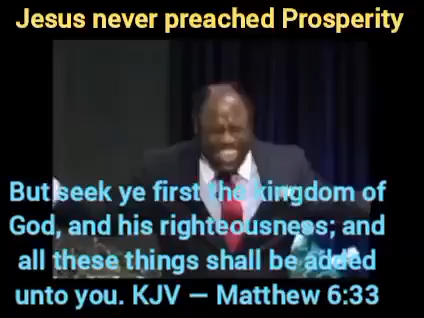 Jesus never preached Prosperity
But seek ye first the kingdom of
God, and his righteousness; and
all these things shall be added
unto you. KJV — Matthew 6:33